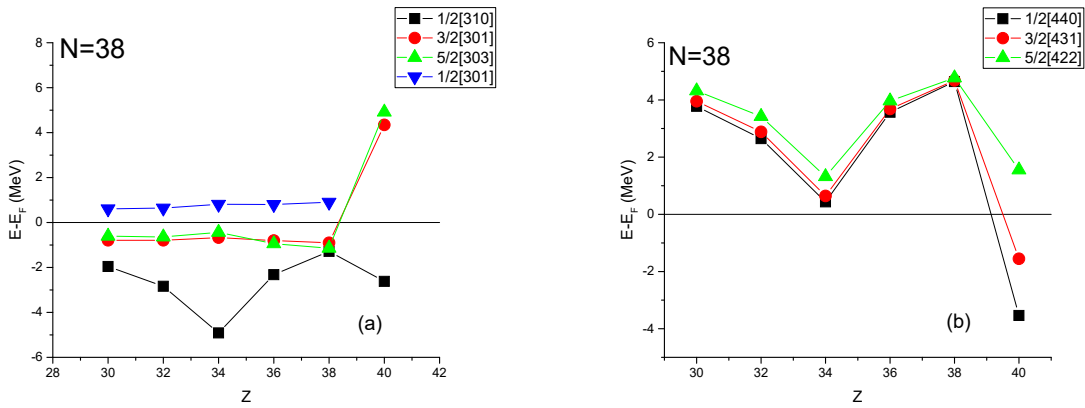 N=38
1/2[310]
3/2[301]
5/2[303]
1/2[301]
8
6
4
2
0
-2
-4
-6
E-E_F (MeV)
(a)
28 30 32 34 36 38 40 42
Z
N=38
1/2[440]
3/2[431]
5/2[422]
6
4
2
0
-2
-4
E-E_F (MeV)
(b)
30 32 34 36 38 40
Z